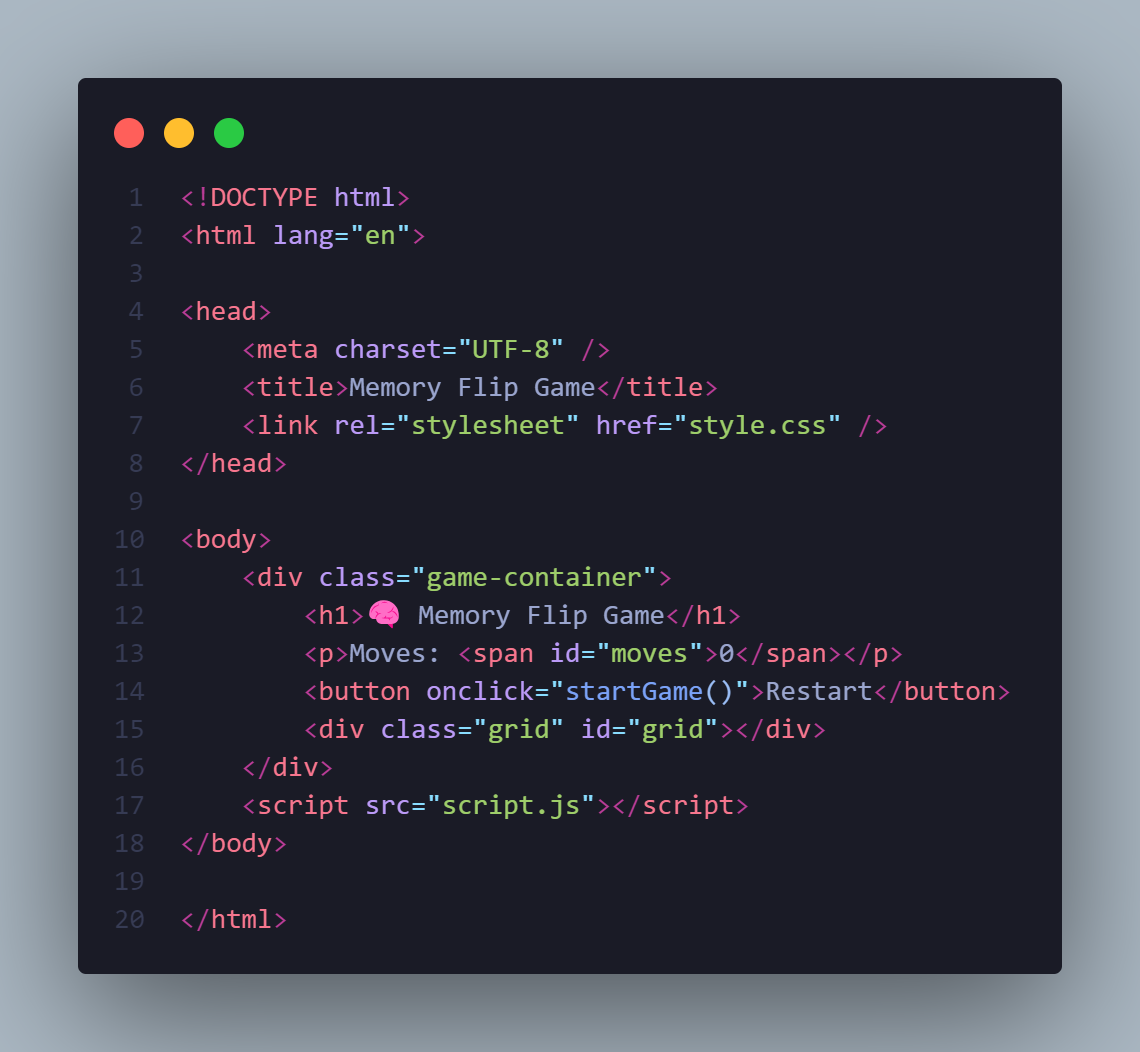 1 <!DOCTYPE html>
2 <html lang="en">
3
4 <head>
5     <meta charset="UTF-8" />
6     <title>Memory Flip Game</title>
7     <link rel="stylesheet" href="style.css" />
8 </head>
9
10 <body>
11     <div class="game-container">
12         <h1>🧠 Memory Flip Game</h1>
13         <p>Moves: <span id="moves">0</span></p>
14         <button onclick="startGame()">Restart</button>
15         <div class="grid" id="grid"></div>
16     </div>
17     <script src="script.js"></script>
18 </body>
19
20 </html>